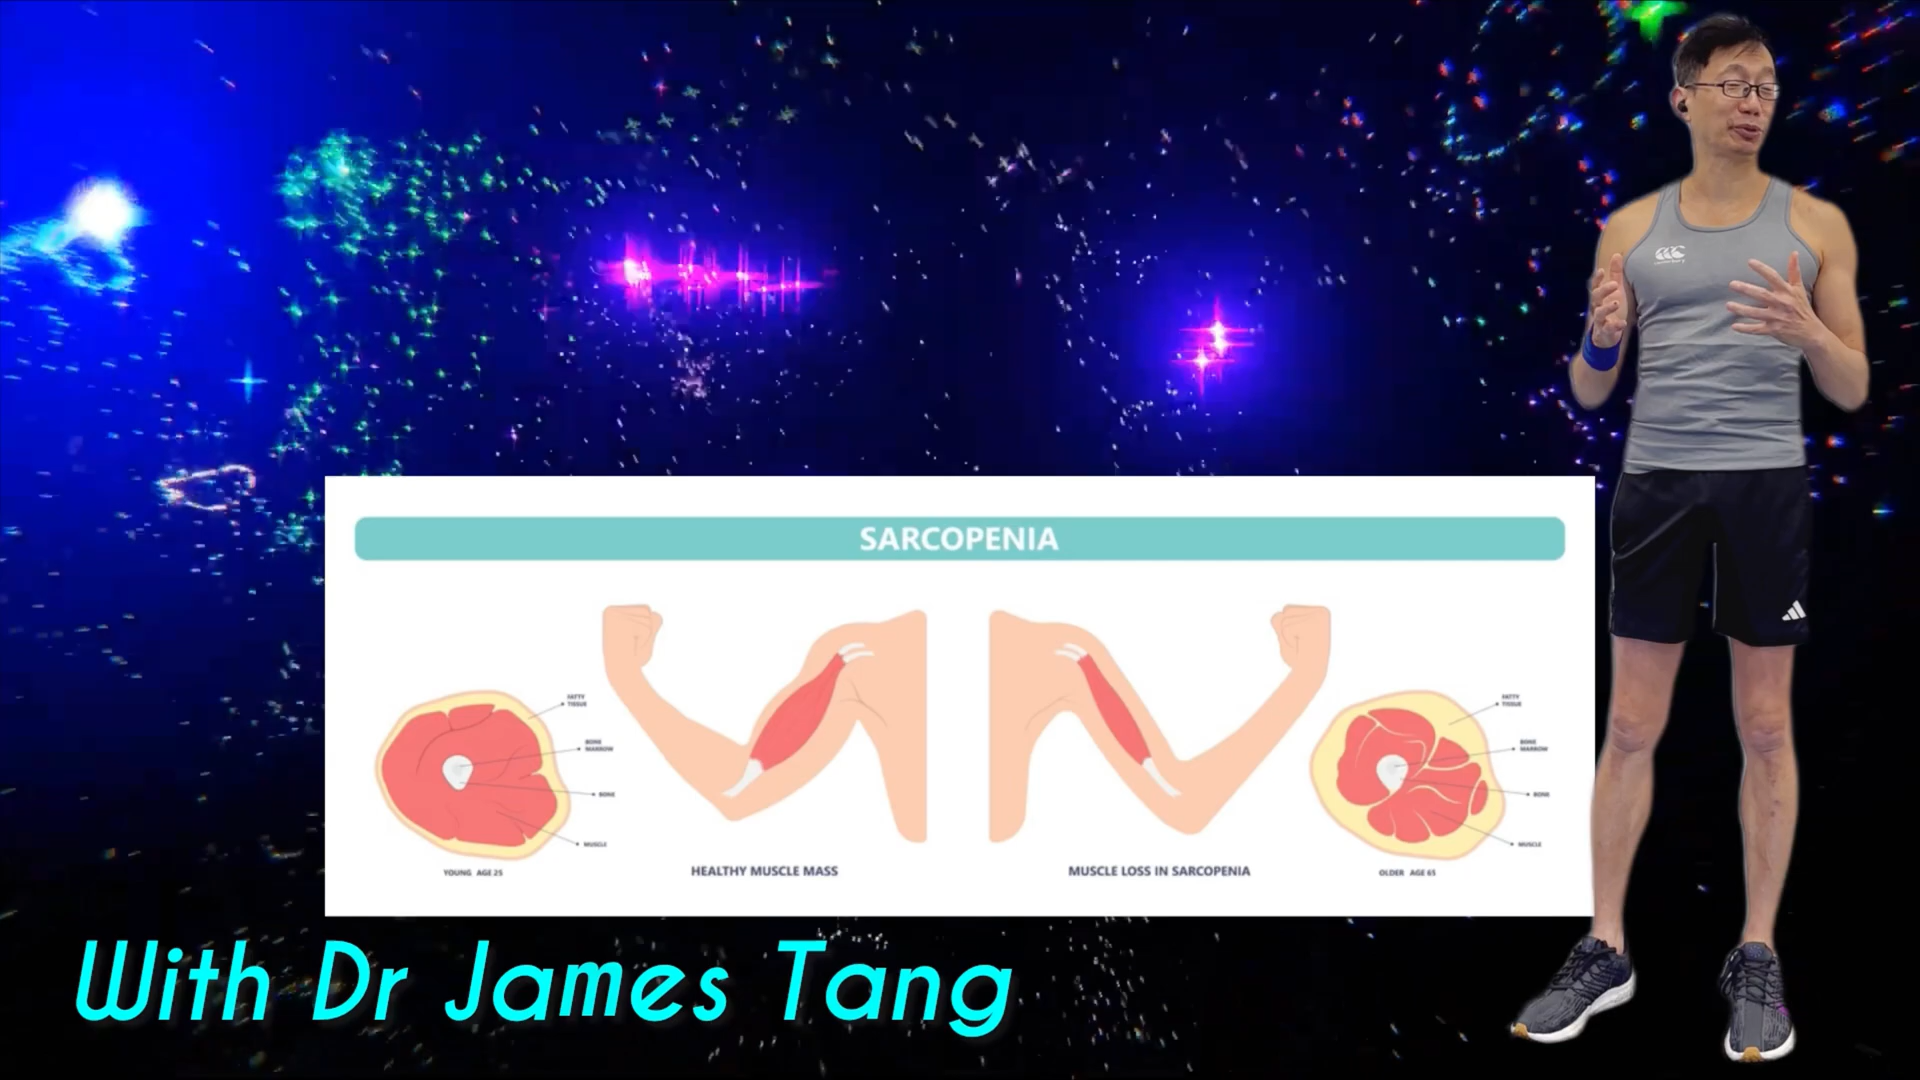 SARCOPENIA
FATTY
TISSUE
BONE
MARROW
BONE
MUSCLE
YOUNG AGE 25
HEALTHY MUSCLE MASS
MUSCLE LOSS IN SARCOPENIA
FATTY
TISSUE
BONE
MARROW
BONE
MUSCLE
OLDER AGE 65
canterbury
With Dr James Tang